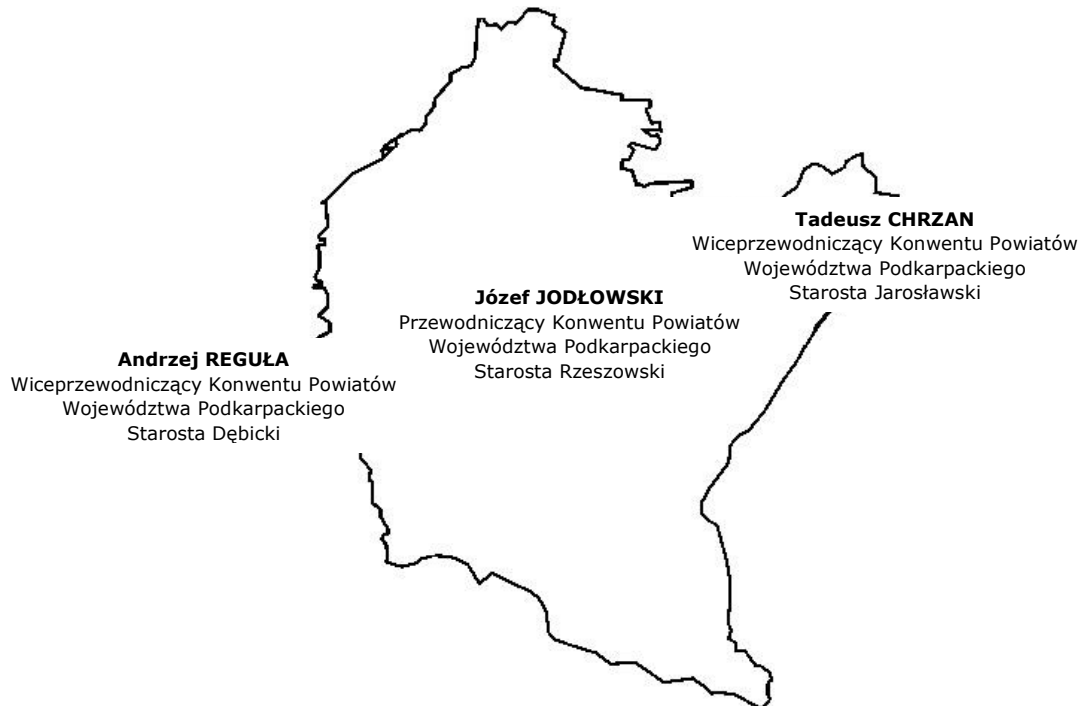 Tadeusz CHRZAN
Wiceprzewodniczący Konwentu Powiatów
Województwa Podkarpackiego
Starosta Jarosławski
Józef JODŁOWSKI
Przewodniczący Konwentu Powiatów
Województwa Podkarpackiego
Starosta Rzeszowski
Andrzej REGUŁA
Wiceprzewodniczący Konwentu Powiatów
Województwa Podkarpackiego
Starosta Dębicki